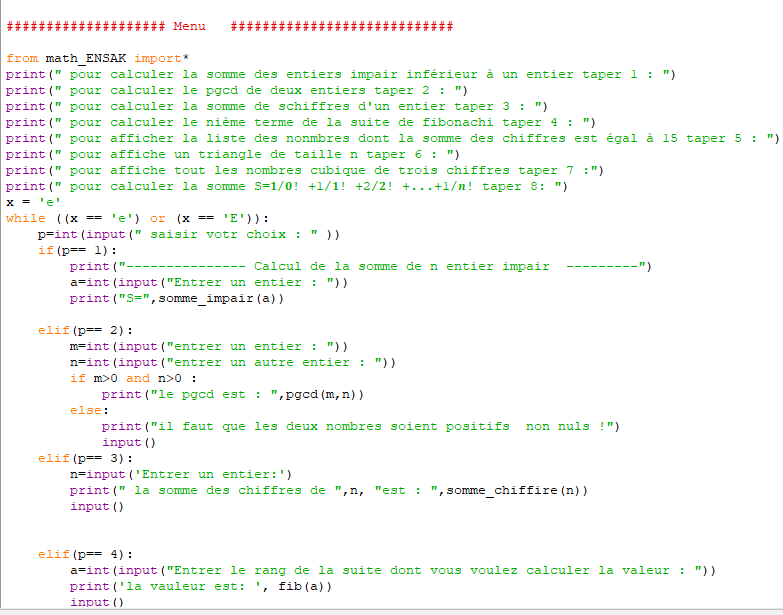 #################### Menu   ############################
from math_ENSAK import*
print(" pour calculer la somme des entiers impair inférieur à un entier taper 1 : ")
print(" pour calculer le pgcd de deux entiers taper 2 : ")
print(" pour calculer la somme de schiffres d'un entier taper 3 : ")
print(" pour calculer le nième terme de la suite de fibonachi taper 4 : ")
print(" pour afficher la liste des nonmbres dont la somme des chiffres est égal à 15 taper 5 : ")
print(" pour affiche un triangle de taille n taper 6 : ")
print(" pour affiche tout les nombres cubique de trois chiffres taper 7 :")
print(" pour calculer la somme S=1/0! +1/1! +2/2! +...+1/n! taper 8: ")
x = 'e'
while ((x == 'e') or (x == 'E')):
    p=int(input(" saisir votr choix : " ))
    if(p== 1):
        print("--------------- Calcul de la somme de n entier impair  ---------")
        a=int(input("Entrer un entier : "))
        print("S=",somme_impair(a))
    elif(p== 2):
        m=int(input("entrer un entier : "))
        n=int(input("entrer un autre entier : "))
        if m>0 and n>0 :
            print("le pgcd est : ",pgcd(m,n))
        else:
            print("il faut que les deux nombres soient positifs  non nuls !")
            input()
    elif(p== 3):
        n=input('Entrer un entier:')
        print(" la somme des chiffres de ",n, "est : ",somme_chiffire(n))
        input()
    elif(p== 4):
        a=int(input("Entrer le rang de la suite dont vous voulez calculer la valeur : "))
        print('la vauleur est: ', fib(a))
        input()